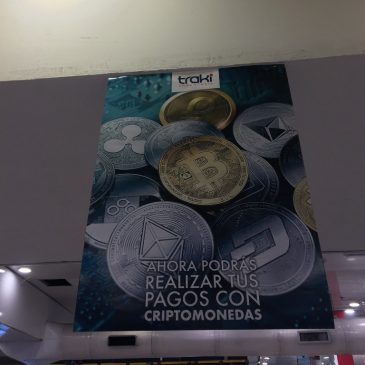 traki
AHORA PODRÁS
REALIZAR TUS
PAGOS CON
CRIPTOMONEDAS